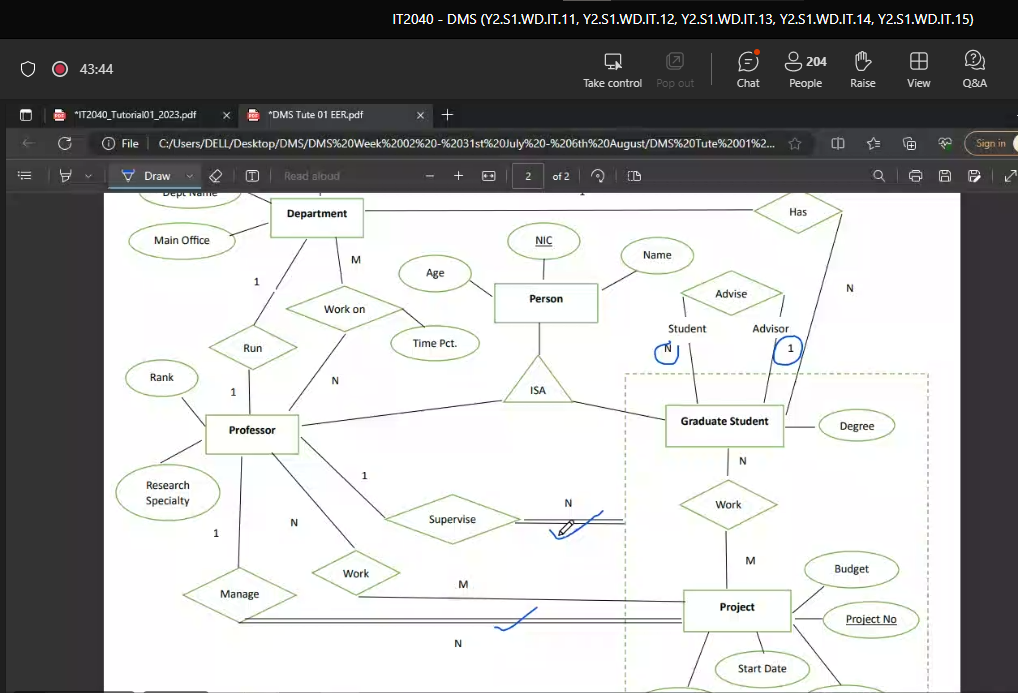 IT2040 - DMS (Y2.S1.WD.IT.11, Y2.S1.WD.IT.12, Y2.S1.WD.IT.13, Y2.S1.WD.IT.14, Y2.S1.WD.IT.15)
43:44
Take control
Pop out
Chat
204
People
Raise
View
Q&A
*IT2040_Tutorial01_2023.pdf
*DMS Tute 01 EER.pdf
File
C:/Users/DELL/Desktop/DMS/DMS%20Week%2002%20-%2031st%20July%20-%206th%20August/DMS%20Tute%2001%2...
Sign in
Draw
Read aloud
2
of 2
Dept Name
Department
1
Has
Main Office
NIC
Name
M
Age
Person
Advise
N
1
Work on
Student
Advisor
Time Pct.
N
1
Run
Rank
N
ISA
1
Professor
Graduate Student
Degree
N
Research
Specialty
1
N
Work
Supervise
N
1
M
Work
Budget
Manage
M
Project
Project No
N
Start Date